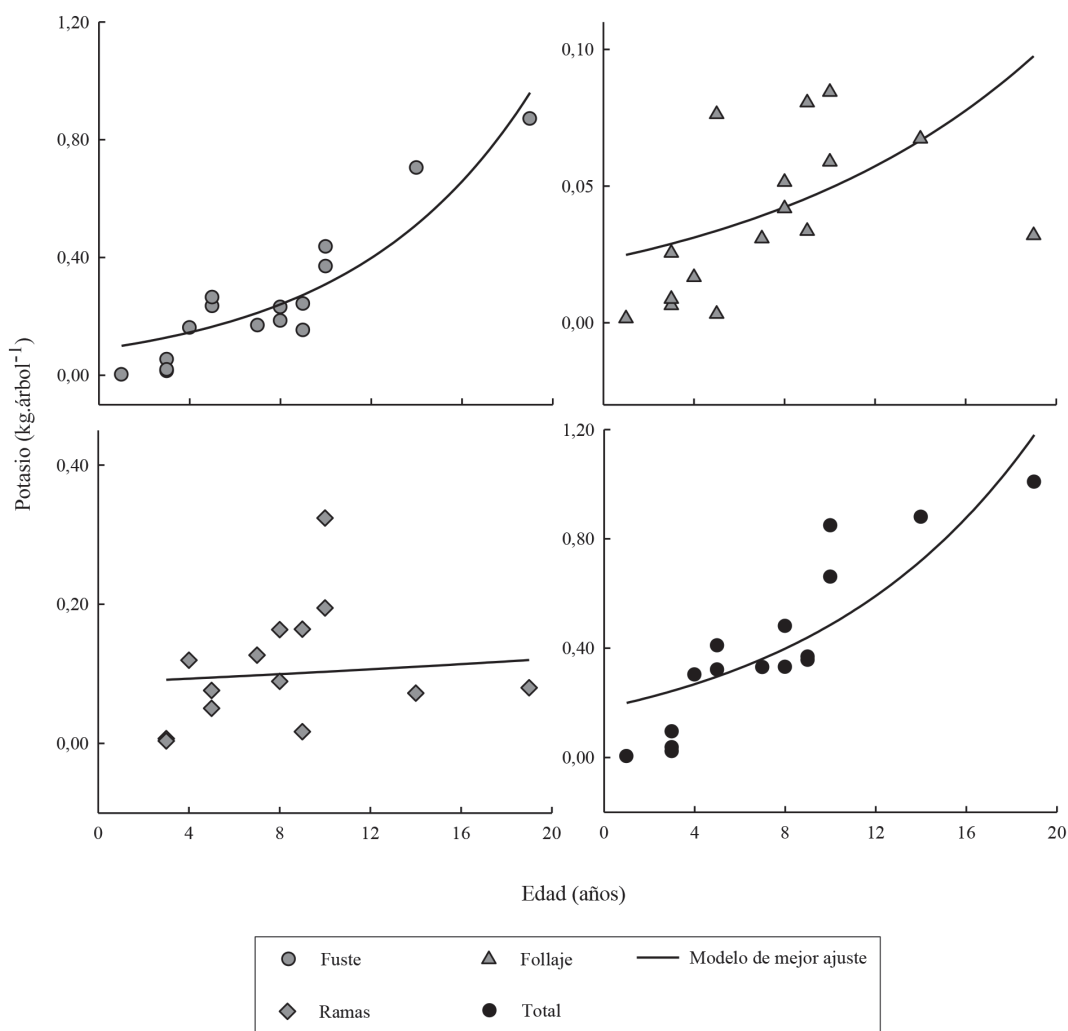 1,20
0,80
0,40
0,00
0,10
0,05
0,00
Potasio (kg.árbol⁻¹)
0,40
0,20
0,00
0 4 8 12 16 20
1,20
0,80
0,40
0,00
0 4 8 12 16 20
Edad (años)
Fuste Follaje Modelo de mejor ajuste
Ramas Total